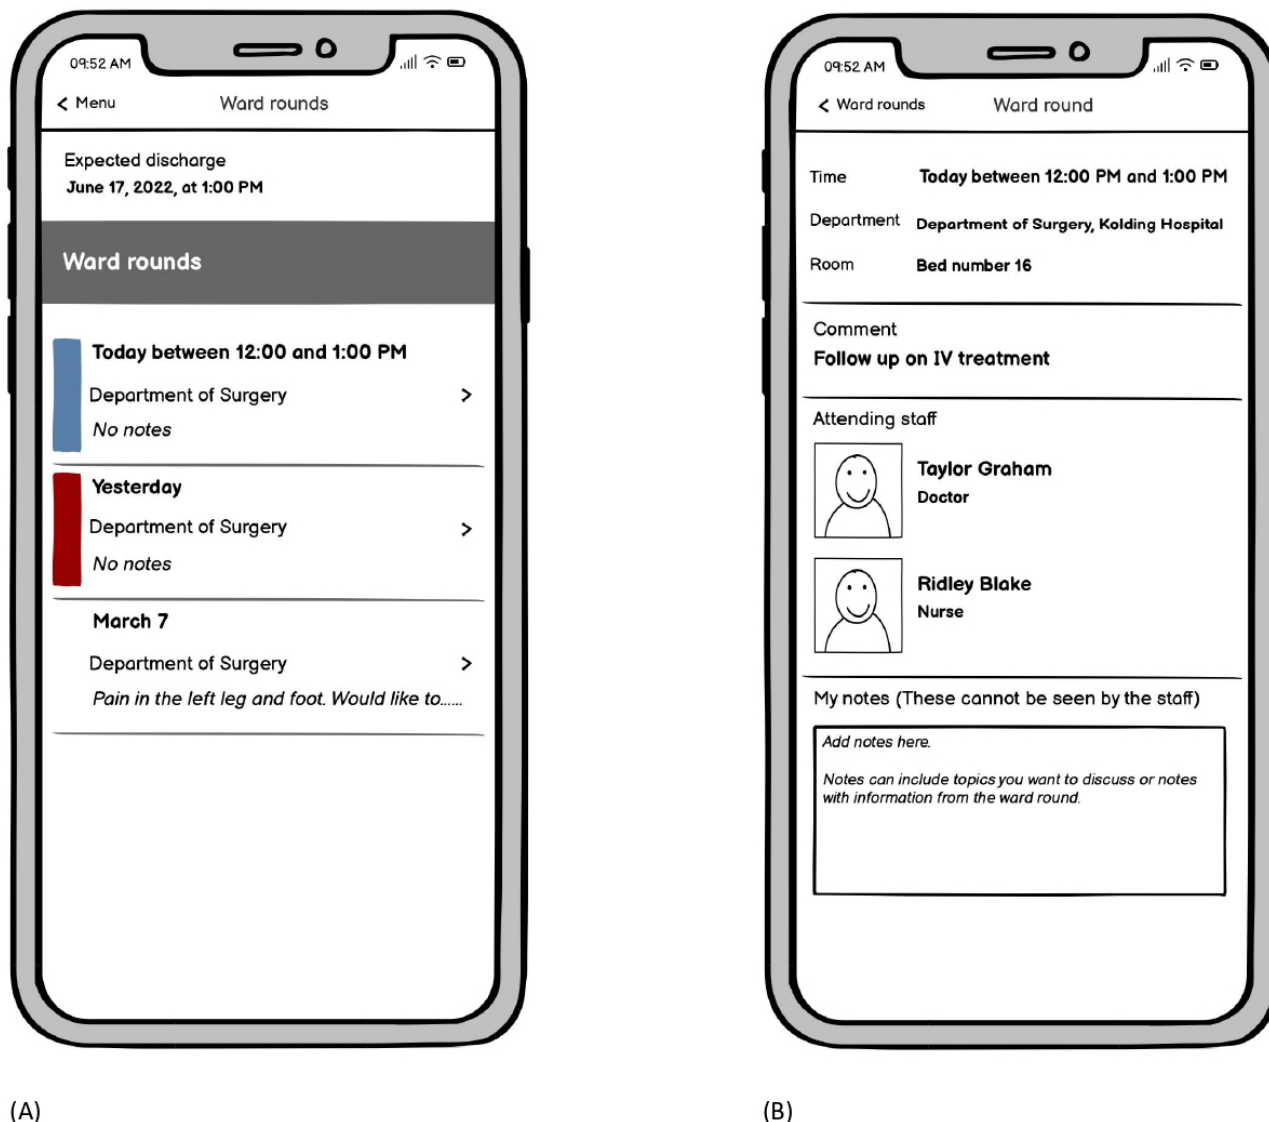 09:52 AM
< Menu Ward rounds
Expected discharge
June 17, 2022, at 1:00 PM
Ward rounds
Today between 12:00 and 1:00 PM
Department of Surgery >
No notes
Yesterday
Department of Surgery >
No notes
March 7
Department of Surgery >
Pain in the left leg and foot. Would like to......
(A)
09:52 AM
< Ward rounds Ward round
Time Today between 12:00 PM and 1:00 PM
Department Department of Surgery, Kolding Hospital
Room Bed number 16
Comment
Follow up on IV treatment
Attending staff
Taylor Graham
Doctor
Ridley Blake
Nurse
My notes (These cannot be seen by the staff)
Add notes here.
Notes can include topics you want to discuss or notes
with information from the ward round.
(B)